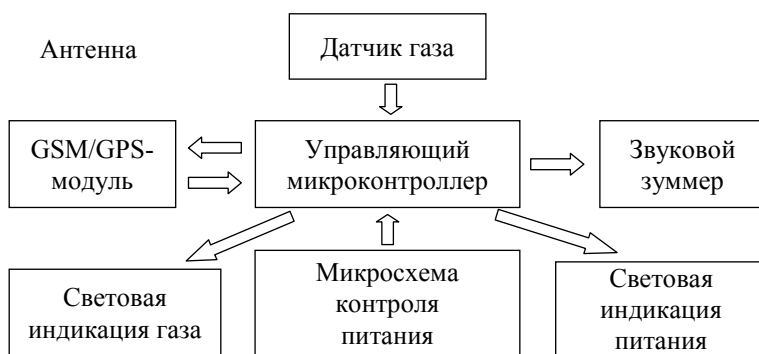 Антенна
Датчик газа
GSM/GPS-
модуль
Управляющий
микроконтроллер
Звуковой
зуммер
Световая
индикация газа
Микросхема
контроля
питания
Световая
индикация
питания